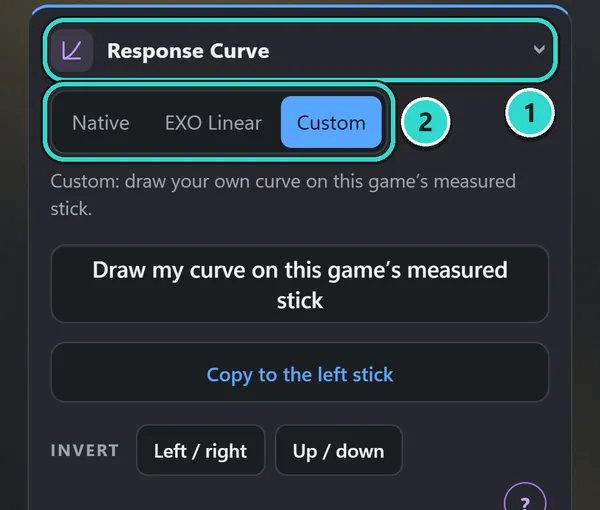 Response Curve
1
Native EXO Linear Custom
2
Custom: draw your own curve on this game’s measured
stick.
Draw my curve on this game’s measured
stick
Copy to the left stick
INVERT Left / right Up / down
?